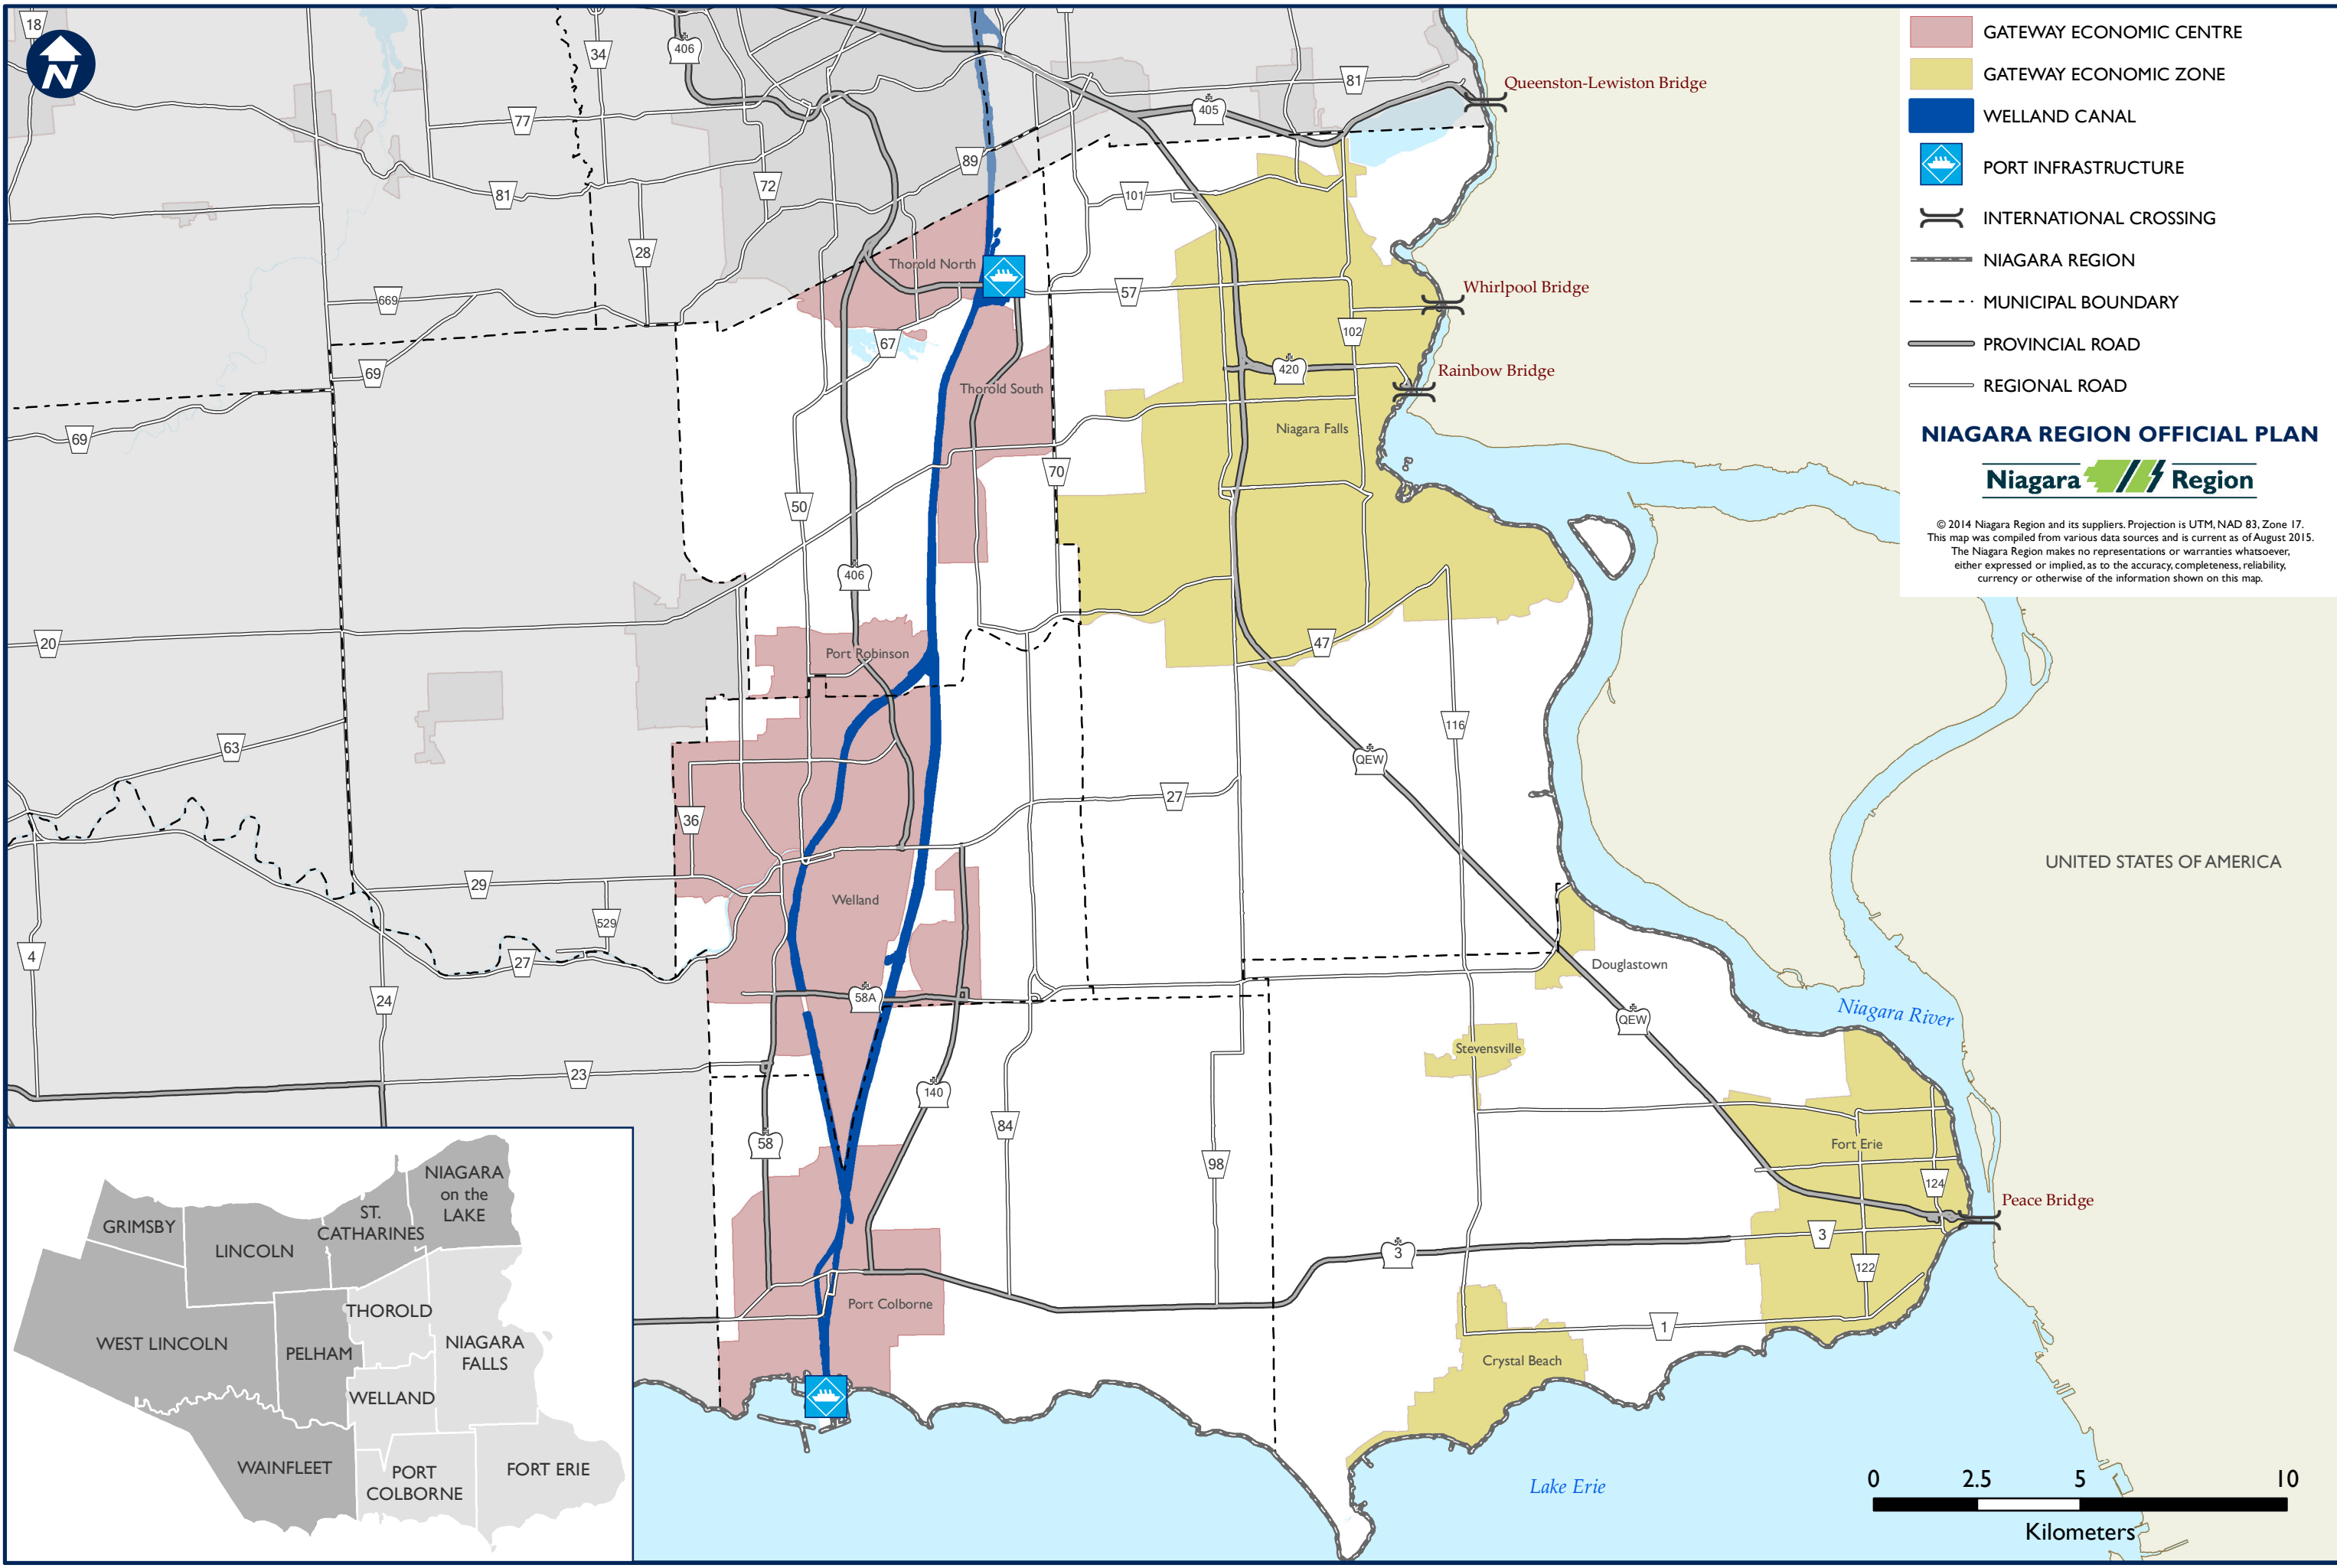 18
N
34
406
77
81
72
89
28
669
69
69
67
405
81
101
57
102
420
70
50
406
20
47
63
36
27
116
QEW
29
529
27
4
24
58A
23
58
140
84
98
QEW
3
3
124
122
1
Queenston-Lewiston Bridge
Whirlpool Bridge
Rainbow Bridge
Peace Bridge
Thorold North
Thorold South
Niagara Falls
Port Robinson
Welland
Douglastown
Stevensville
Fort Erie
Port Colborne
Crystal Beach
Niagara River
Lake Erie
UNITED STATES OF AMERICA
GATEWAY ECONOMIC CENTRE
GATEWAY ECONOMIC ZONE
WELLAND CANAL
PORT INFRASTRUCTURE
INTERNATIONAL CROSSING
NIAGARA REGION
MUNICIPAL BOUNDARY
PROVINCIAL ROAD
REGIONAL ROAD
NIAGARA REGION OFFICIAL PLAN
Niagara Region
© 2014 Niagara Region and its suppliers. Projection is UTM, NAD 83, Zone 17.
This map was compiled from various data sources and is current as of August 2015.
The Niagara Region makes no representations or warranties whatsoever,
either expressed or implied, as to the accuracy, completeness, reliability,
currency or otherwise of the information shown on this map.
GRIMSBY
LINCOLN
ST.
CATHARINES
NIAGARA
on the
LAKE
WEST LINCOLN
PELHAM
THOROLD
NIAGARA
FALLS
WELLAND
WAINFLEET
PORT
COLBORNE
FORT ERIE
0 2.5 5 10
Kilometers